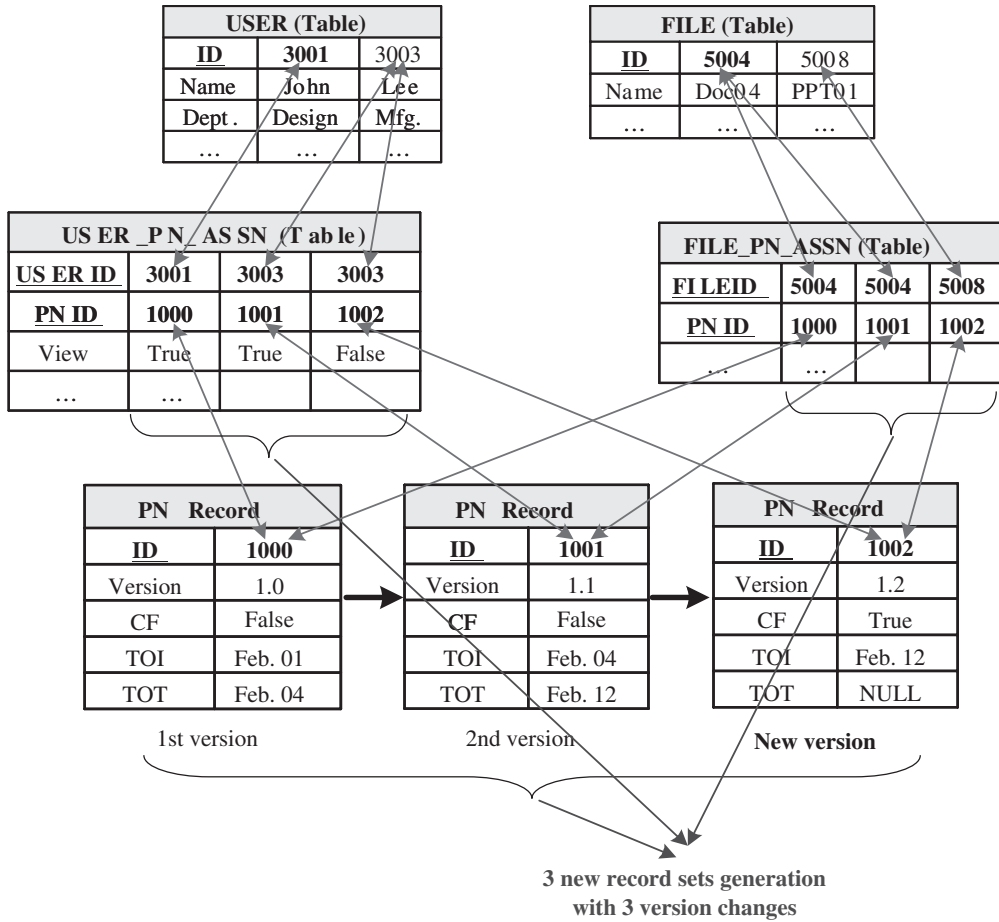 USER (Table)
ID 3001 3003
Name John Lee
Dept. Design Mfg.
... ... ...
FILE (Table)
ID 5004 5008
Name Doc04 PPT01
... ... ...
USER_PN_ASSN (Table)
USERID 3001 3003 3003
PN ID 1000 1001 1002
View True True False
... ...
FILE_PN_ASSN (Table)
FILEID 5004 5004 5008
PN ID 1000 1001 1002
... ...
PN Record
ID 1000
Version 1.0
CF False
TOI Feb. 01
TOT Feb. 04
1st version
PN Record
ID 1001
Version 1.1
CF False
TOI Feb. 04
TOT Feb. 12
2nd version
PN Record
ID 1002
Version 1.2
CF True
TOI Feb. 12
TOT NULL
New version
3 new record sets generation
with 3 version changes